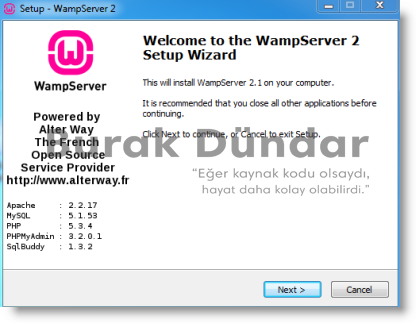 Setup - WampServer 2
Welcome to the WampServer 2
Setup Wizard
WampServer
This will install WampServer 2.1 on your computer.
It is recommended that you close all other applications before
continuing.
Click Next to continue, or Cancel to exit Setup.
Powered by
Alter Way
The French
Open Source
Service Provider
http://www.alterway.fr
Burak Dündar
“Eğer kaynak kodu olsaydı,
hayat daha kolay olabilirdi.”
Apache : 2.2.17
MySQL : 5.1.53
PHP : 5.3.4
PHPMyAdmin : 3.2.0.1
SqlBuddy : 1.3.2
Next >
Cancel